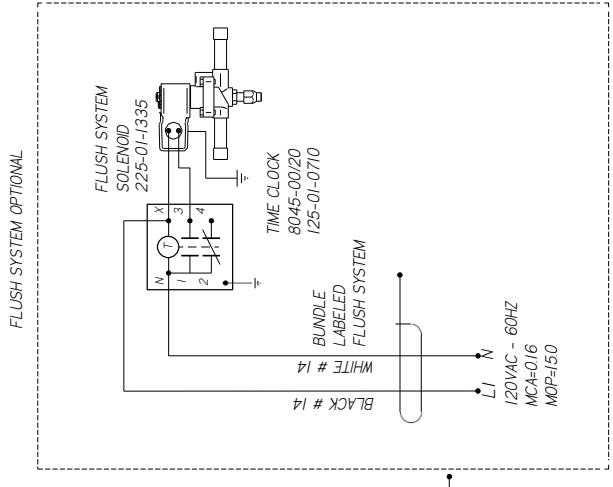 FLUSH SYSTEM OPTIONAL
FLUSH SYSTEM
SOLENOID
225-01-1335
X
3
4
T
N
1
2
TIME CLOCK
8045-00/20
125-01-0710
BUNDLE
LABELED
FLUSH SYSTEM
WHITE # 14
BLACK # 14
N
L1
120VAC - 60HZ
MCA=0.16
MOP=15.0